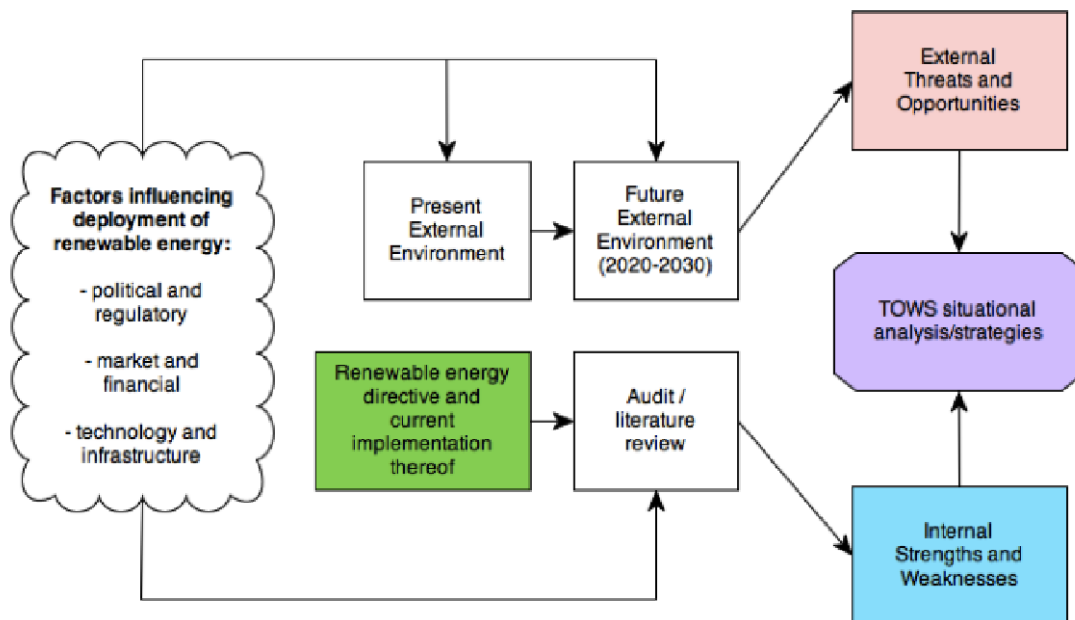 Factors influencing
deployment of
renewable energy:
- political and
regulatory
- market and
financial
- technology and
infrastructure
Present
External
Environment
Future
External
Environment
(2020-2030)
External
Threats and
Opportunities
TOWS situational
analysis/strategies
Renewable energy
directive and
current
implementation
thereof
Audit /
literature
review
Internal
Strengths and
Weaknesses